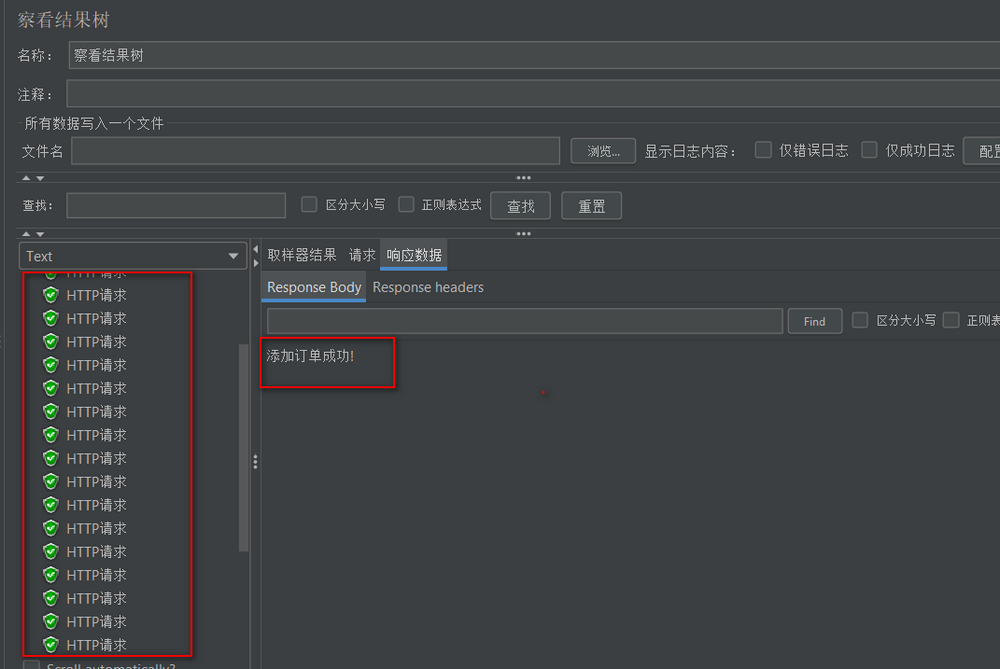 察看结果树
名称： 察看结果树
注释：
所有数据写入一个文件
文件名 浏览... 显示日志内容： 仅错误日志 仅成功日志 配置
查找: 区分大小写 正则表达式 查找 重置
Text 取样器结果 请求 响应数据
HTTP请求
Response Body Response headers
HTTP请求
HTTP请求 Find 区分大小写 正则表
HTTP请求
添加订单成功!
HTTP请求
HTTP请求
HTTP请求
HTTP请求
HTTP请求
HTTP请求
HTTP请求
HTTP请求
HTTP请求
HTTP请求
HTTP请求
HTTP请求
HTTP请求
Scroll automatically?